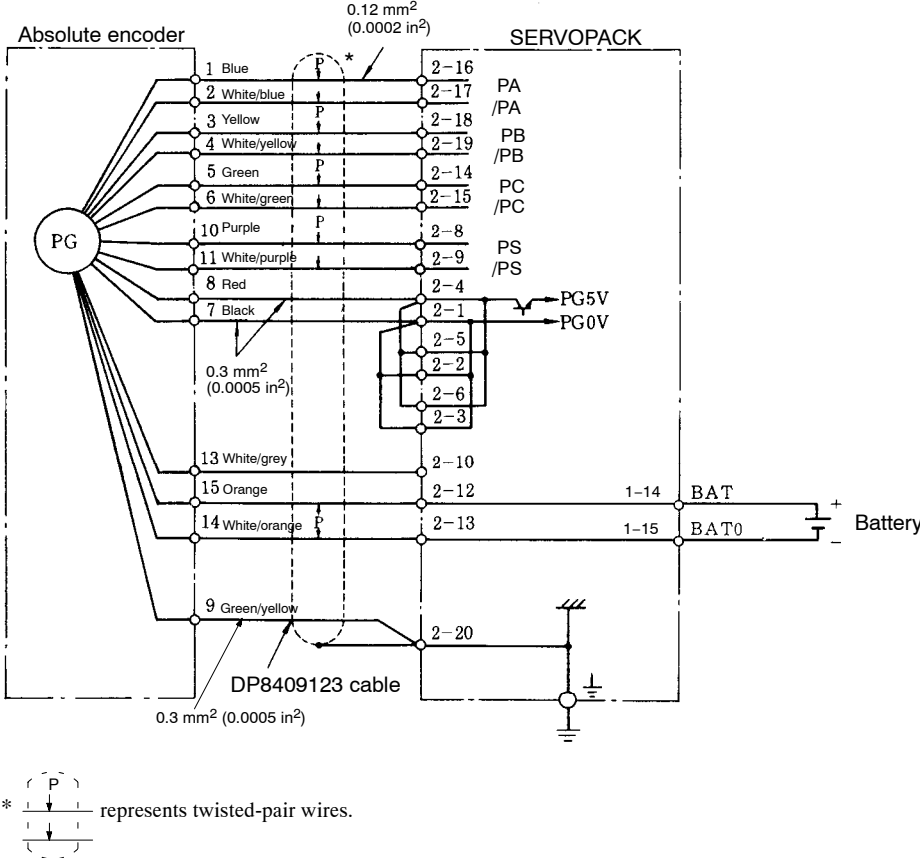 0.12 mm2
(0.0002 in2)
Absolute encoder
SERVOPACK
*
1 Blue P 2-16 PA
2 White/blue 2-17 /PA
3 Yellow P 2-18 PB
4 White/yellow 2-19 /PB
5 Green P 2-14 PC
6 White/green 2-15 /PC
PG
10 Purple P 2-8 PS
11 White/purple 2-9 /PS
8 Red 2-4 PG5V
7 Black 2-1 PG0V
2-5
2-2
0.3 mm2
(0.0005 in2)
2-6
2-3
13 White/grey 2-10
15 Orange 2-12 1-14 BAT +
14 White/orange P 2-13 1-15 BAT0 −
Battery
9 Green/yellow
2-20
DP8409123 cable
0.3 mm2 (0.0005 in2)
P
* represents twisted-pair wires.